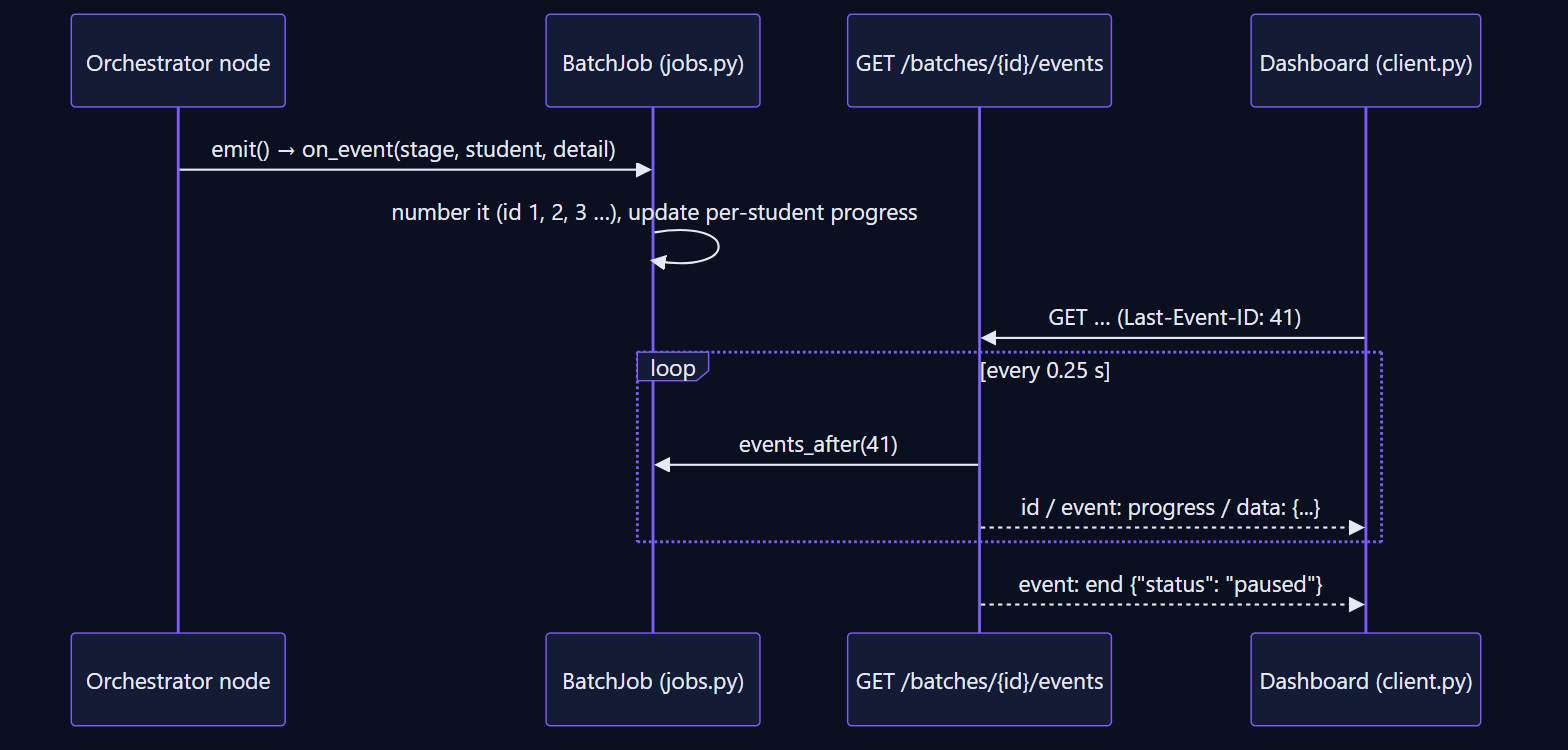 Orchestrator node
BatchJob (jobs.py)
GET /batches/{id}/events
Dashboard (client.py)
emit() → on_event(stage, student, detail)
number it (id 1, 2, 3 ...), update per-student progress
GET ... (Last-Event-ID: 41)
loop
[every 0.25 s]
events_after(41)
id / event: progress / data: {...}
event: end {"status": "paused"}
Orchestrator node
BatchJob (jobs.py)
GET /batches/{id}/events
Dashboard (client.py)